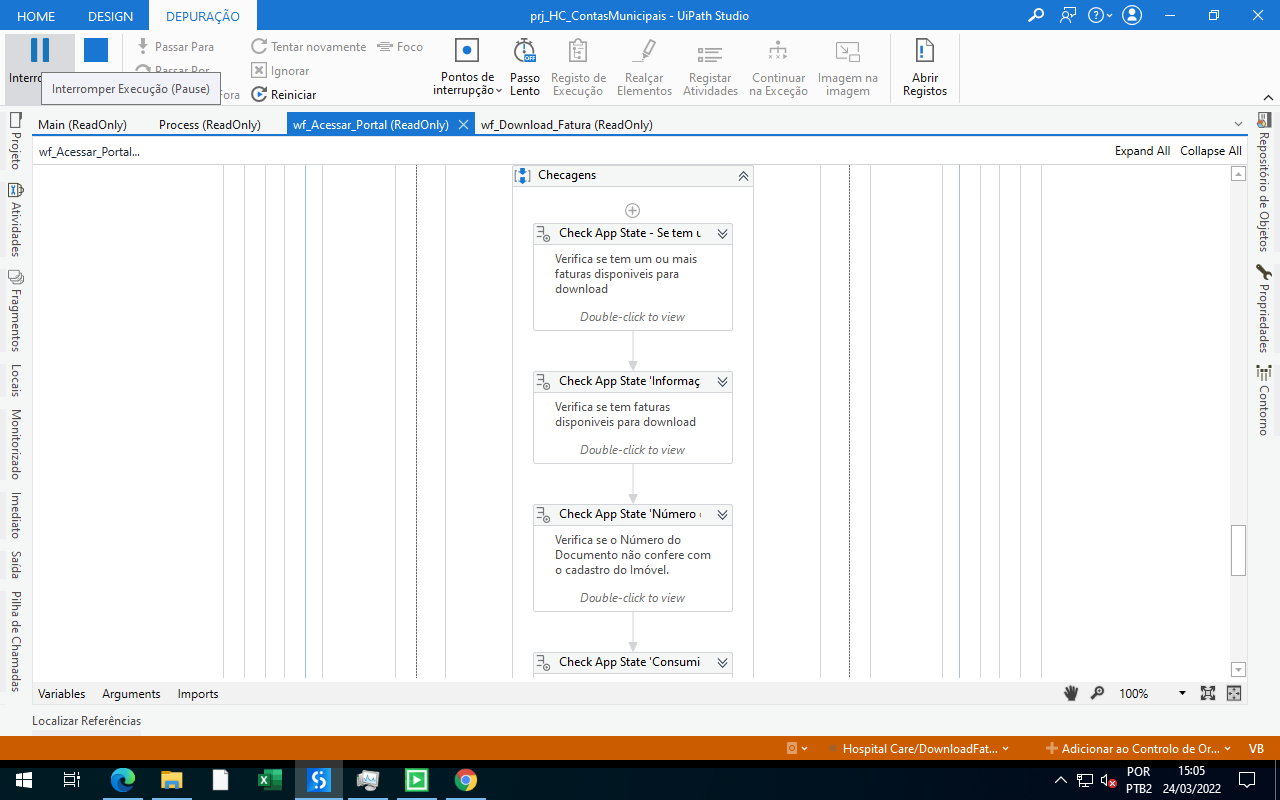 HOME DESIGN DEPURAÇÃO prj_HC_ContasMunicipais - UiPath Studio
Passar Para Tentar novamente Foco
Passar Por Ignorar
Reiniciar
Interromper Execução (Pause)
Pontos de interrupção
Passo Lento
Registo de Execução
Realçar Elementos
Registar Atividades
Continuar na Exceção
Imagem na imagem
Abrir Registos
Main (ReadOnly) Process (ReadOnly) wf_Acessar_Portal (ReadOnly) wf_Download_Fatura (ReadOnly)
wf_Acessar_Portal... Expand All Collapse All
Projeto
Atividades
Fragmentos
Locais
Monitorizado
Imediato
Saída
Pilha de Chamadas
Checagens
Check App State - Se tem u
Verifica se tem um ou mais
faturas disponiveis para
download
Double-click to view
Check App State 'Informaç
Verifica se tem faturas
disponiveis para download
Double-click to view
Check App State 'Número
Verifica se o Número do
Documento não confere com
o cadastro do Imóvel.
Double-click to view
Check App State 'Consumi
Repositório de Objetos
Propriedades
Contorno
Variables Arguments Imports 100%
Localizar Referências
Hospital Care/DownloadFat... Adicionar ao Controlo de Or... VB
POR 15:05
PTB2 24/03/2022